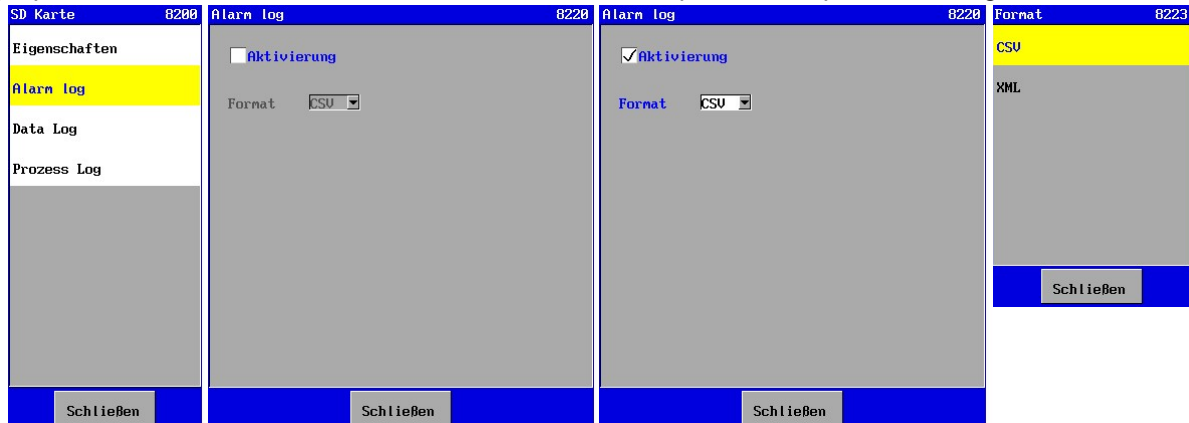 SD Karte 8200
Eigenschaften
Alarm log
Data Log
Prozess Log
Schließen
Alarm log 8220
Aktivierung
Format CSV
Schließen
Alarm log 8220
Aktivierung
Format CSV
Schließen
Format 8223
CSV
XML
Schließen